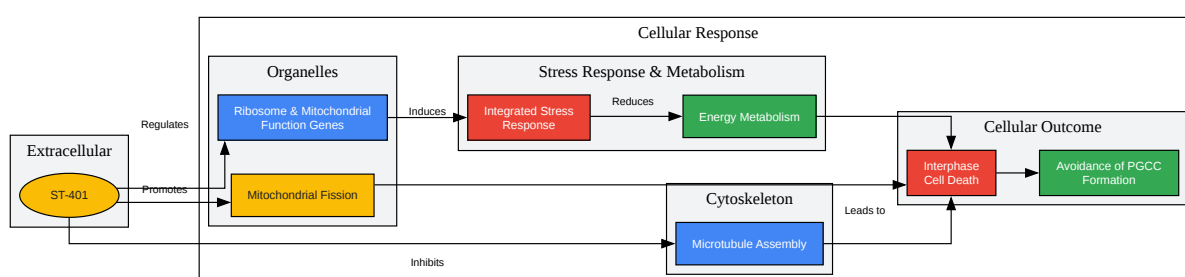 Cellular Response
Organelles
Stress Response & Metabolism
Ribosome & Mitochondrial
Function Genes
Induces
Integrated Stress
Response
Reduces
Energy Metabolism
Regulates
Cellular Outcome
Extracellular
ST-401
Promotes
Mitochondrial Fission
Interphase
Cell Death
Avoidance of PGCC
Formation
Cytoskeleton
Leads to
Microtubule Assembly
Inhibits